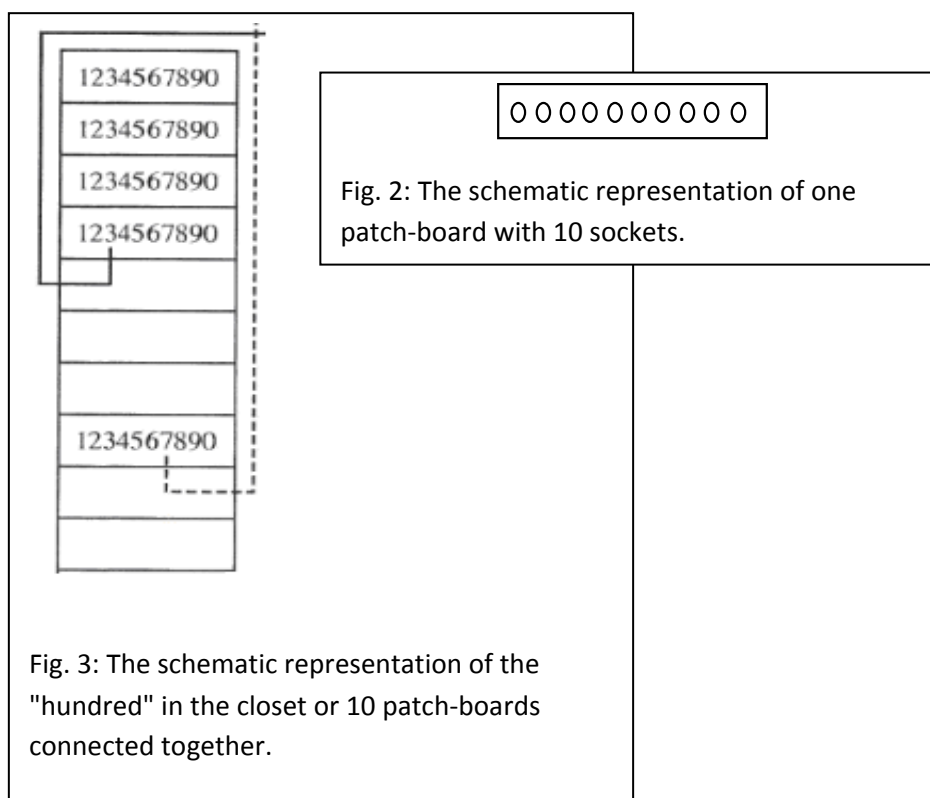 1234567890
1234567890
1234567890
1234567890
1234567890
Fig. 2: The schematic representation of one
patch-board with 10 sockets.
Fig. 3: The schematic representation of the
"hundred" in the closet or 10 patch-boards
connected together.